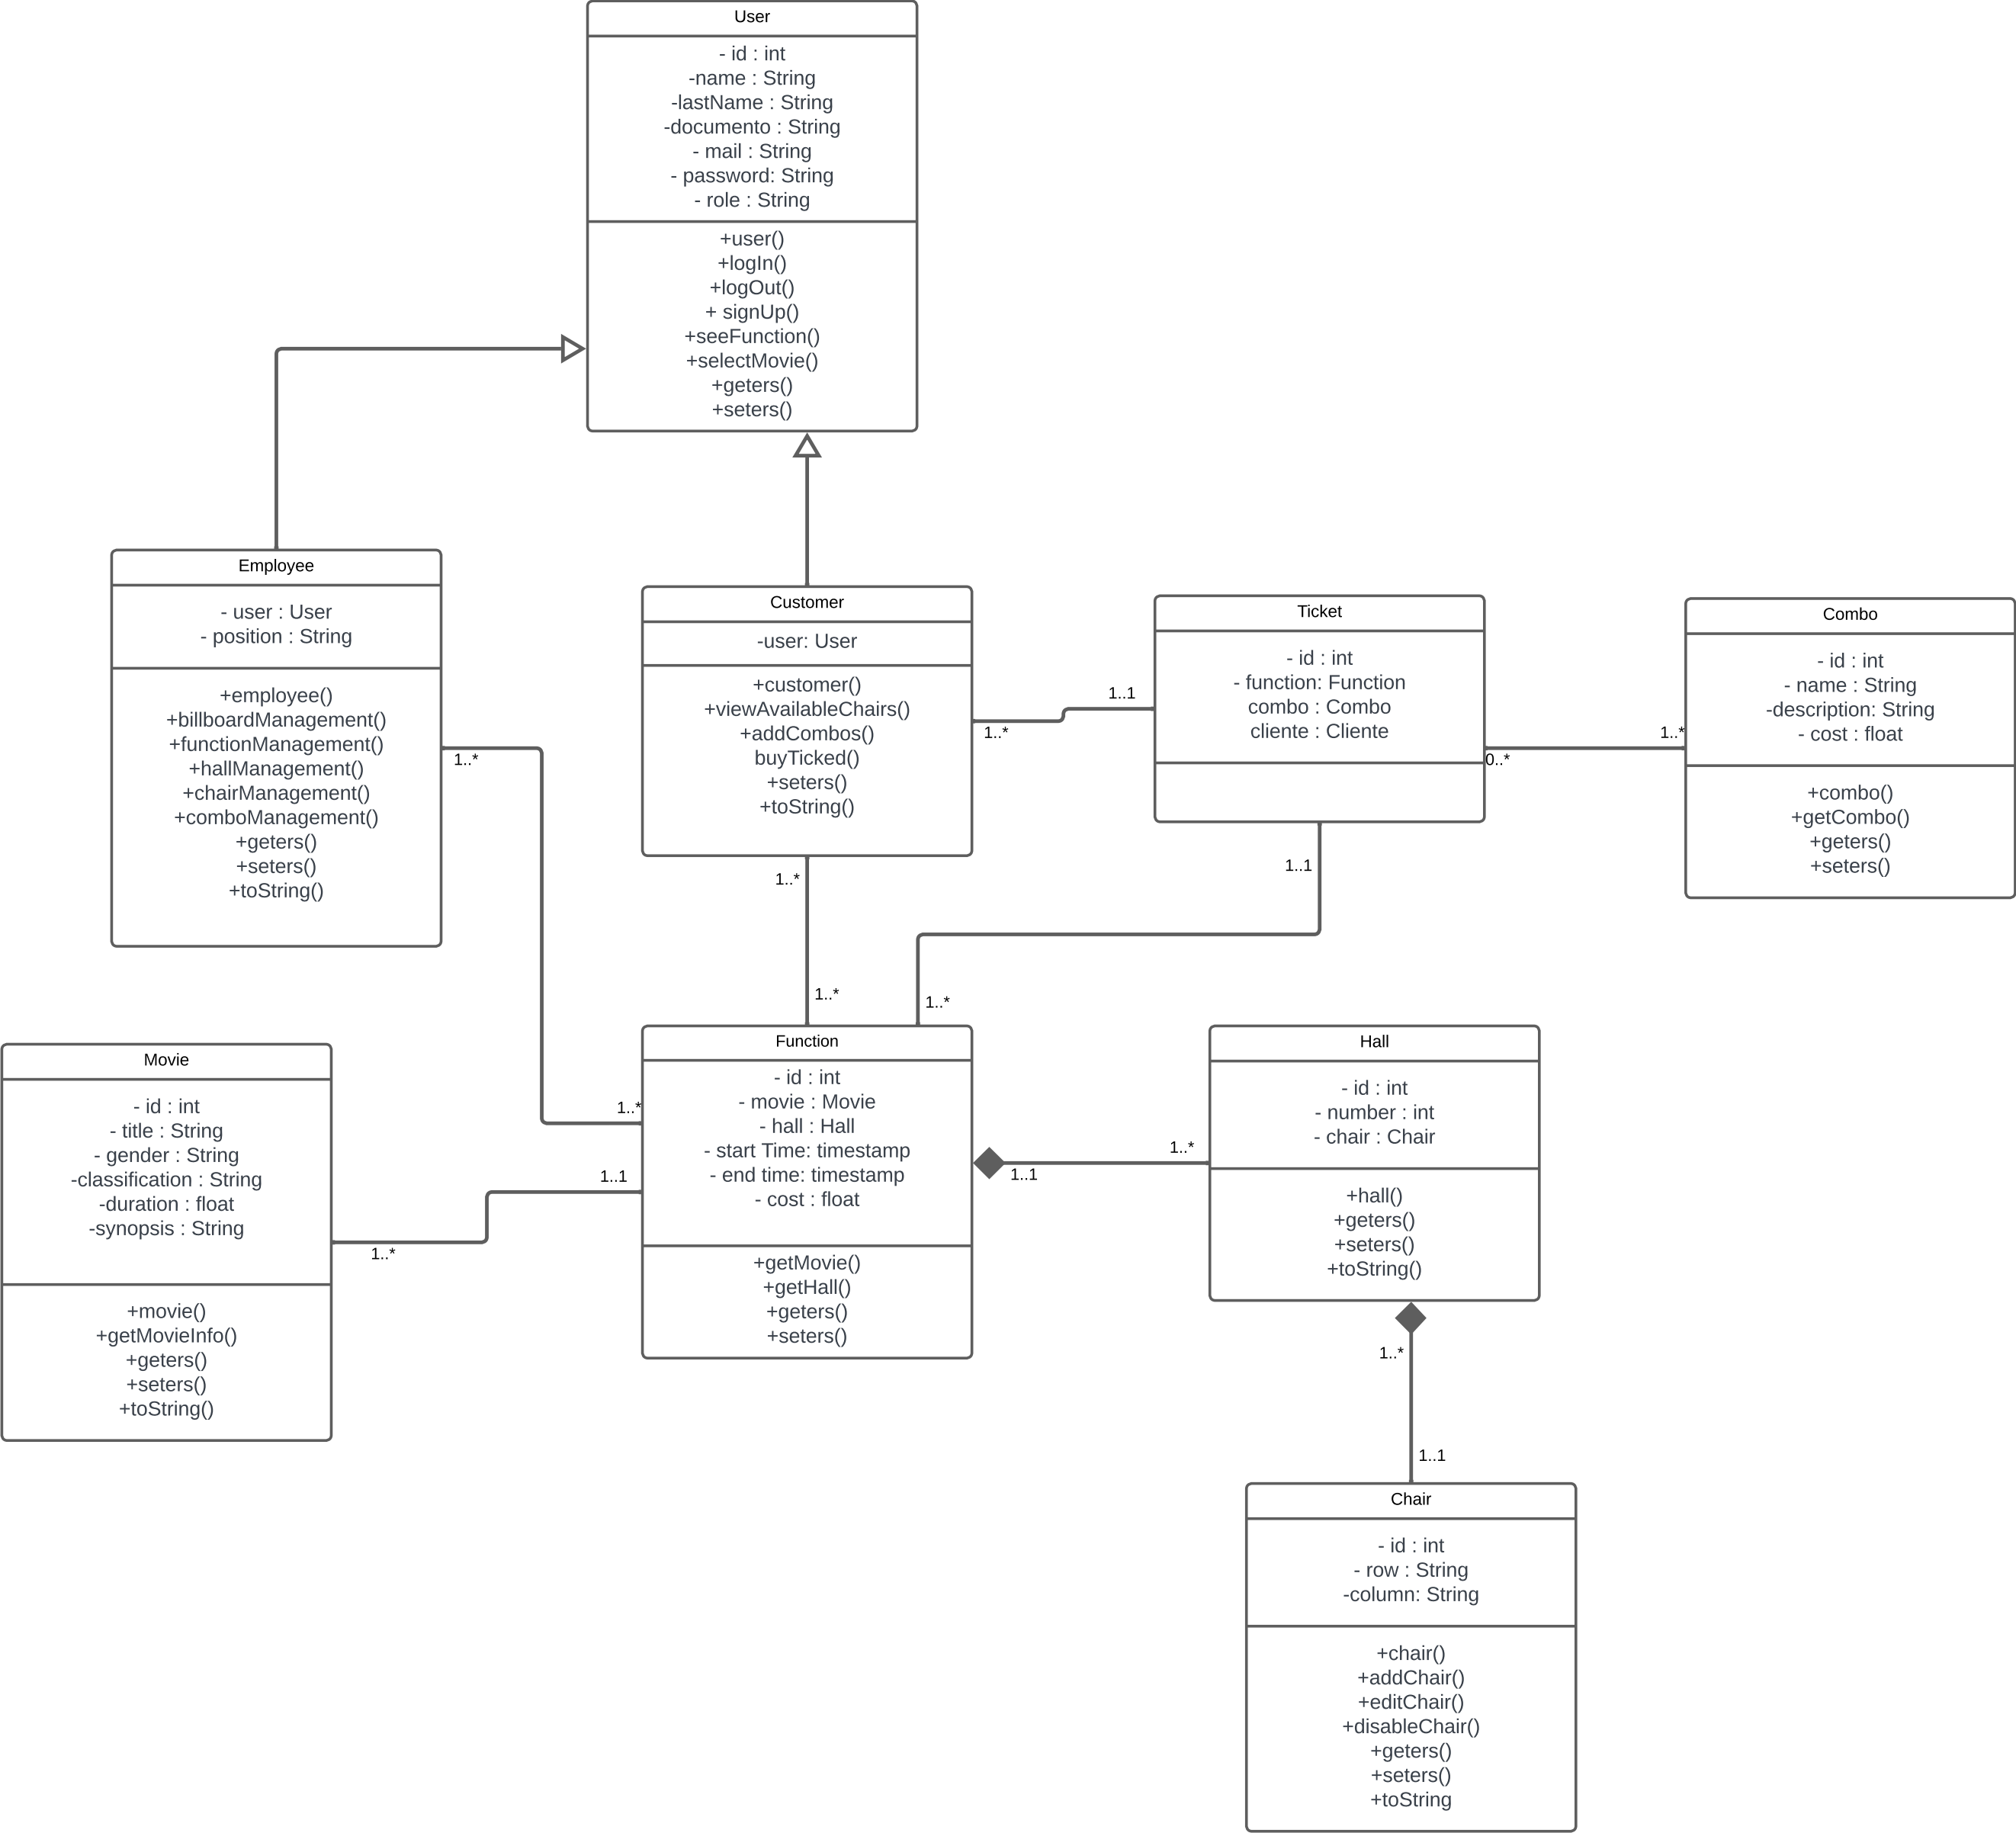 User
- id : int
-name : String
-lastName : String
-documento : String
- mail : String
- password: String
- role : String
+user()
+logIn()
+logOut()
+ signUp()
+seeFunction()
+selectMovie()
+geters()
+seters()
Employee
- user : User
- position : String
+employee()
+billboardManagement()
+functionManagement()
+hallManagement()
+chairManagement()
+comboManagement()
+geters()
+seters()
+toString()
1..*
Customer
-user: User
+customer()
+viewAvailableChairs()
+addCombos()
buyTicked()
+seters()
+toString()
1..*
1..1
Ticket
- id : int
- function: Function
combo : Combo
cliente : Cliente
0..*
1..*
Combo
- id : int
- name : String
-description: String
- cost : float
+combo()
+getCombo()
+geters()
+seters()
1..*
1..1
1..*
1..*
1..*
Movie
- id : int
- title : String
- gender : String
-classification : String
-duration : float
-synopsis : String
+movie()
+getMovieInfo()
+geters()
+seters()
+toString()
1..*
1..1
Function
- id : int
- movie : Movie
- hall : Hall
- start Time: timestamp
- end time: timestamp
- cost : float
+getMovie()
+getHall()
+geters()
+seters()
1..1
1..*
Hall
- id : int
- number : int
- chair : Chair
+hall()
+geters()
+seters()
+toString()
1..*
1..1
Chair
- id : int
- row : String
-column: String
+chair()
+addChair()
+editChair()
+disableChair()
+geters()
+seters()
+toString